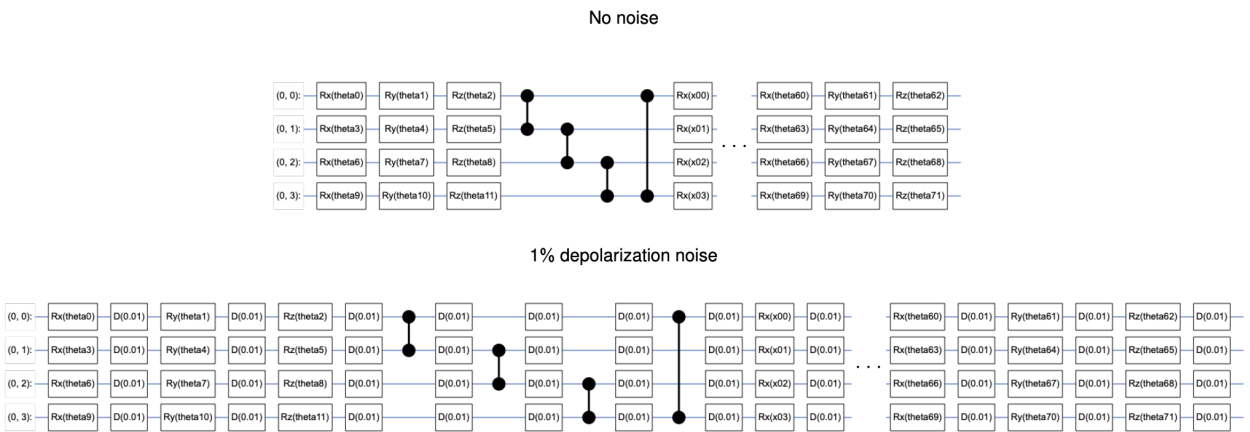 No noise
(0, 0): Rx(theta0) Ry(theta1) Rz(theta2) Rx(x00) Rx(theta60) Ry(theta61) Rz(theta62)
(0, 1): Rx(theta3) Ry(theta4) Rz(theta5) Rx(x01) Rx(theta63) Ry(theta64) Rz(theta65)
...
(0, 2): Rx(theta6) Ry(theta7) Rz(theta8) Rx(x02) Rx(theta66) Ry(theta67) Rz(theta68)
(0, 3): Rx(theta9) Ry(theta10) Rz(theta11) Rx(x03) Rx(theta69) Ry(theta70) Rz(theta71)
1% depolarization noise
(0, 0): Rx(theta0) D(0.01) Ry(theta1) D(0.01) Rz(theta2) D(0.01) D(0.01) D(0.01) D(0.01) D(0.01) Rx(x00) D(0.01) Rx(theta60) D(0.01) Ry(theta61) D(0.01) Rz(theta62) D(0.01)
(0, 1): Rx(theta3) D(0.01) Ry(theta4) D(0.01) Rz(theta5) D(0.01) D(0.01) D(0.01) D(0.01) D(0.01) Rx(x01) D(0.01) Rx(theta63) D(0.01) Ry(theta64) D(0.01) Rz(theta65) D(0.01)
...
(0, 2): Rx(theta6) D(0.01) Ry(theta7) D(0.01) Rz(theta8) D(0.01) D(0.01) D(0.01) D(0.01) D(0.01) Rx(x02) D(0.01) Rx(theta66) D(0.01) Ry(theta67) D(0.01) Rz(theta68) D(0.01)
(0, 3): Rx(theta9) D(0.01) Ry(theta10) D(0.01) Rz(theta11) D(0.01) D(0.01) D(0.01) D(0.01) D(0.01) Rx(x03) D(0.01) Rx(theta69) D(0.01) Ry(theta70) D(0.01) Rz(theta71) D(0.01)